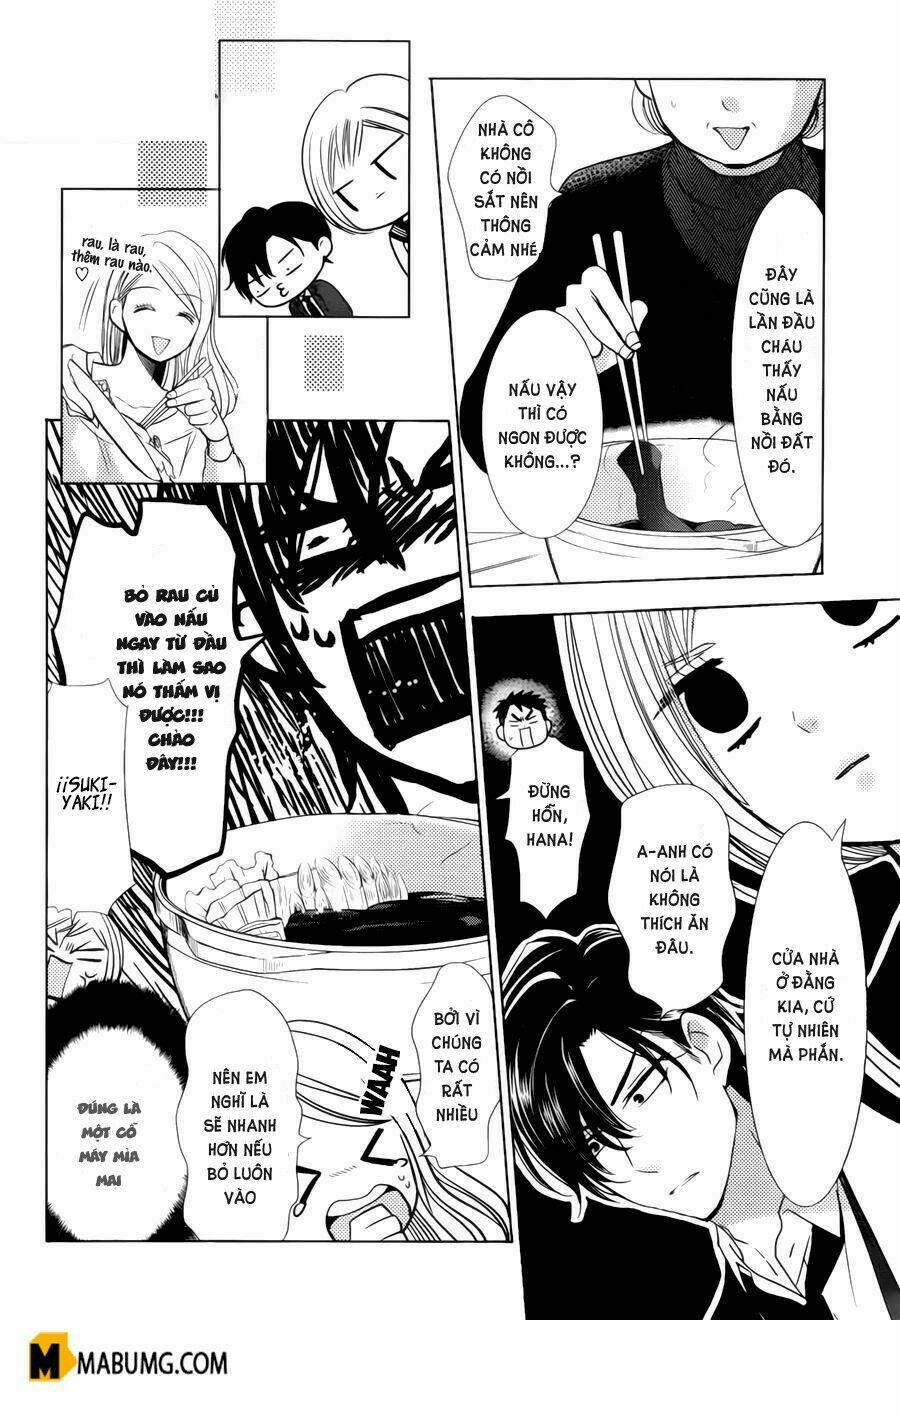 NHÀ CÔ
KHÔNG
CÓ NỒI
SẮT NÊN
THÔNG
CẢM NHÉ.
ĐÂY
CŨNG LÀ
LẦN ĐẦU
CHÁU
THẤY
NẤU
BẰNG
NỒI ĐẤT
ĐÓ.
NẤU VẬY
THÌ CÓ
NGON ĐƯỢC
KHÔNG...?
rau, là rau,
thêm rau nào.
♡
BỎ RAU CỦ
VÀO NẤU
NGAY TỪ ĐẦU
THÌ LÀM SAO
NÓ THẤM VỊ
ĐƯỢC!!!
CHÀO
ĐÂY!!!
¡¡SUKI-
YAKI!!
ĐỪNG
HỖN,
HANA!
A-ANH CÓ
NÓI LÀ
KHÔNG
THÍCH ĂN
ĐÂU.
CỬA NHÀ
Ở ĐẰNG
KIA, CỨ
TỰ NHIÊN
MÀ PHẮN.
BỞI VÌ
CHÚNG
TA CÓ
RẤT
NHIỀU
WAAH
NÊN EM
NGHĨ LÀ
SẼ NHANH
HƠN NẾU
BỎ LUÔN
VÀO
ĐÚNG LÀ
MỘT CỖ
MÁY MỈA
MAI
MABUMG.COM